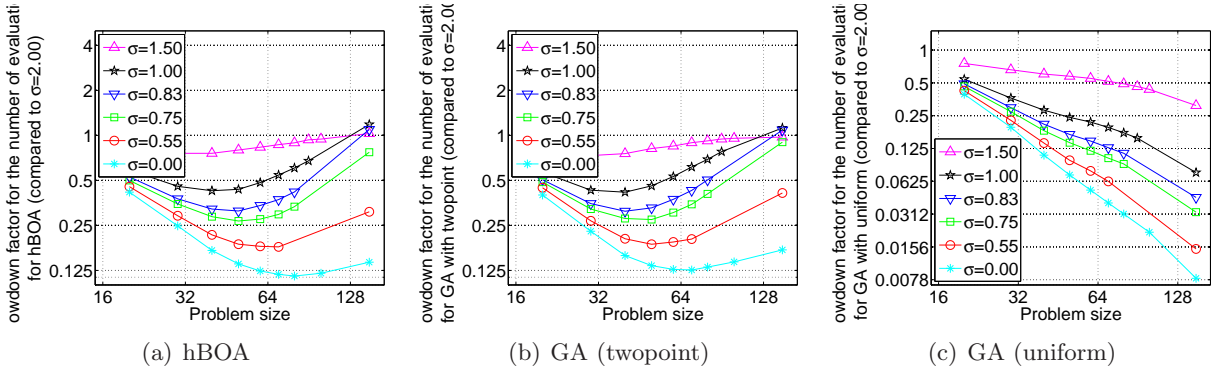 owdown factor for the number of evaluati
for hBOA (compared to σ=2.00)
4
2
1
0.5
0.25
0.125
σ=1.50
σ=1.00
σ=0.83
σ=0.75
σ=0.55
σ=0.00
16 32 64 128
Problem size
(a) hBOA
owdown factor for the number of evaluati
for GA with twopoint (compared to σ=2.00
4
2
1
0.5
0.25
0.125
σ=1.50
σ=1.00
σ=0.83
σ=0.75
σ=0.55
σ=0.00
16 32 64 128
Problem size
(b) GA (twopoint)
owdown factor for the number of evaluati
for GA with uniform (compared to σ=2.00)
1
0.5
0.25
0.125
0.0625
0.0312
0.0156
0.0078
σ=1.50
σ=1.00
σ=0.83
σ=0.75
σ=0.55
σ=0.00
16 32 64 128
Problem size
(c) GA (uniform)